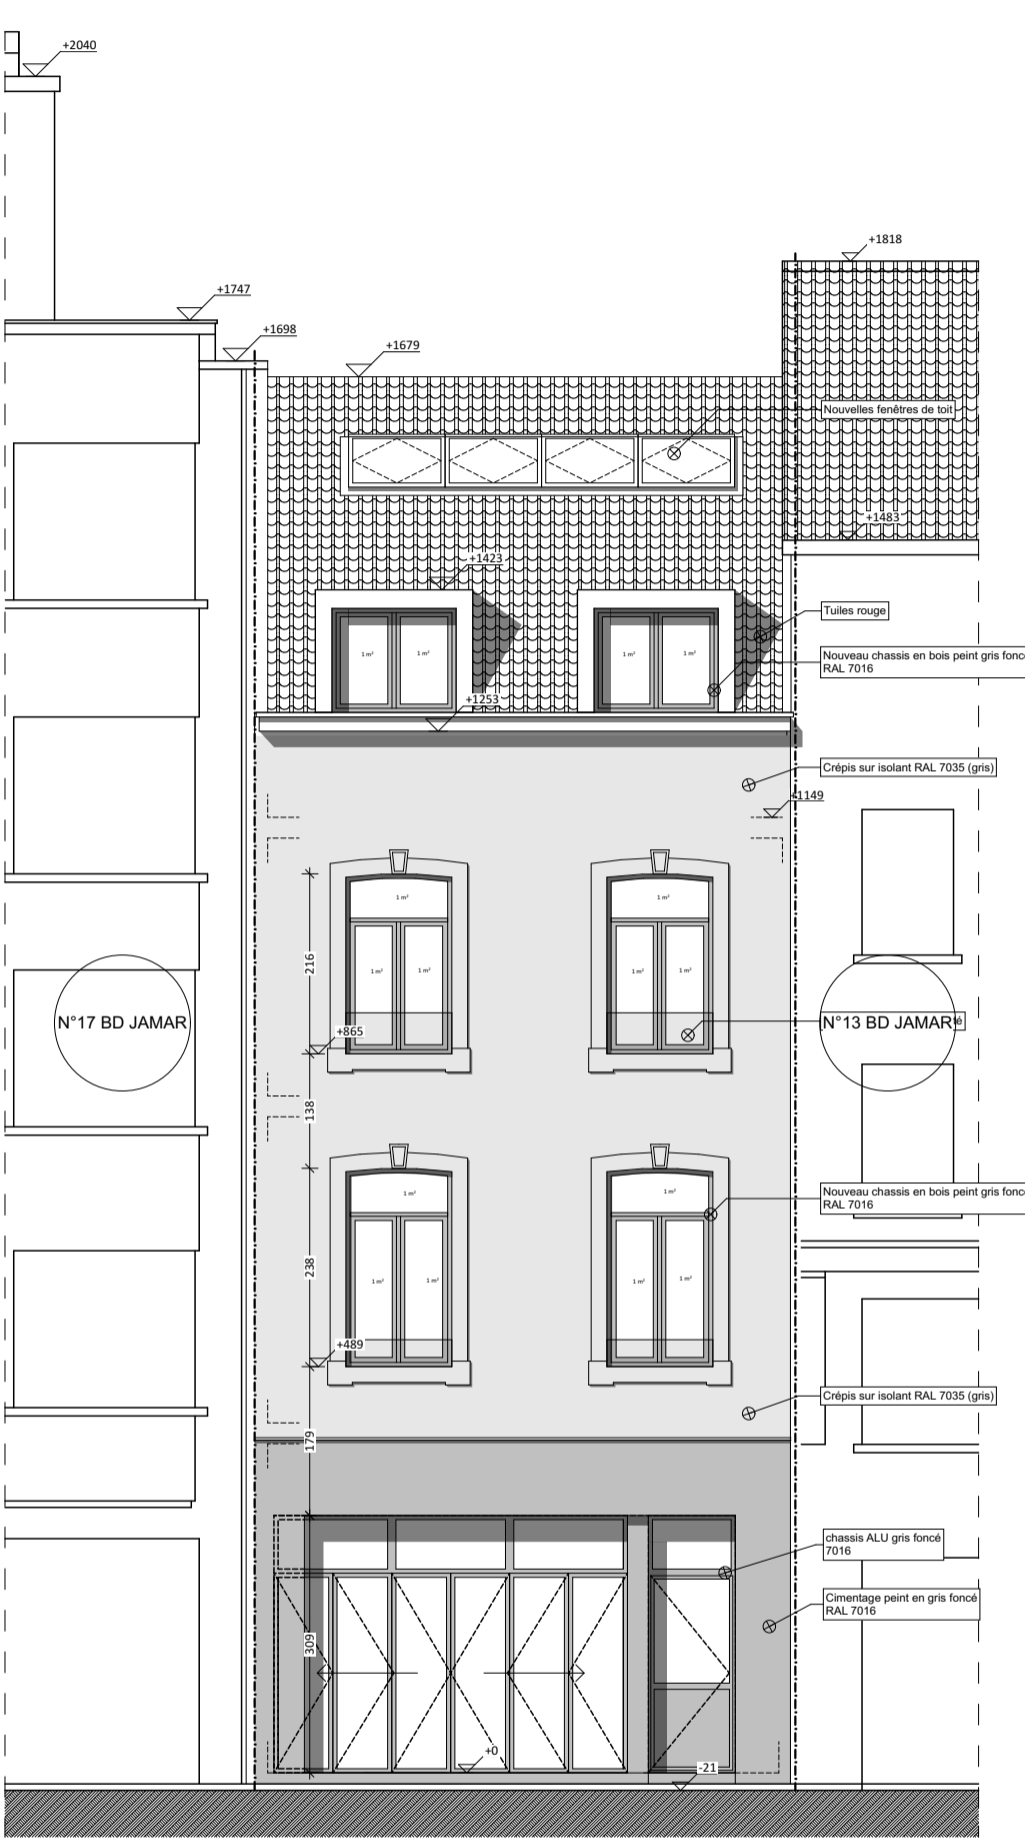 +2040
+1818
+1747
+1698
+1679
Nouvelles fenêtres de toit
+1483
+1423
Tuiles rouge
1 m² 1 m² 1 m² 1 m²
Nouveau chassis en bois peint gris foncé
RAL 7016
+1253
Crépis sur isolant RAL 7035 (gris)
+1149
1 m² 1 m²
216
1 m² 1 m² 1 m² 1 m²
N°17 BD JAMAR
N°13 BD JAMAR
té
+865
138
1 m² 1 m²
Nouveau chassis en bois peint gris foncé
RAL 7016
238
1 m² 1 m² 1 m² 1 m²
+489
Crépis sur isolant RAL 7035 (gris)
179
chassis ALU gris foncé
7016
Cimentage peint en gris foncé
RAL 7016
309
+0
-21